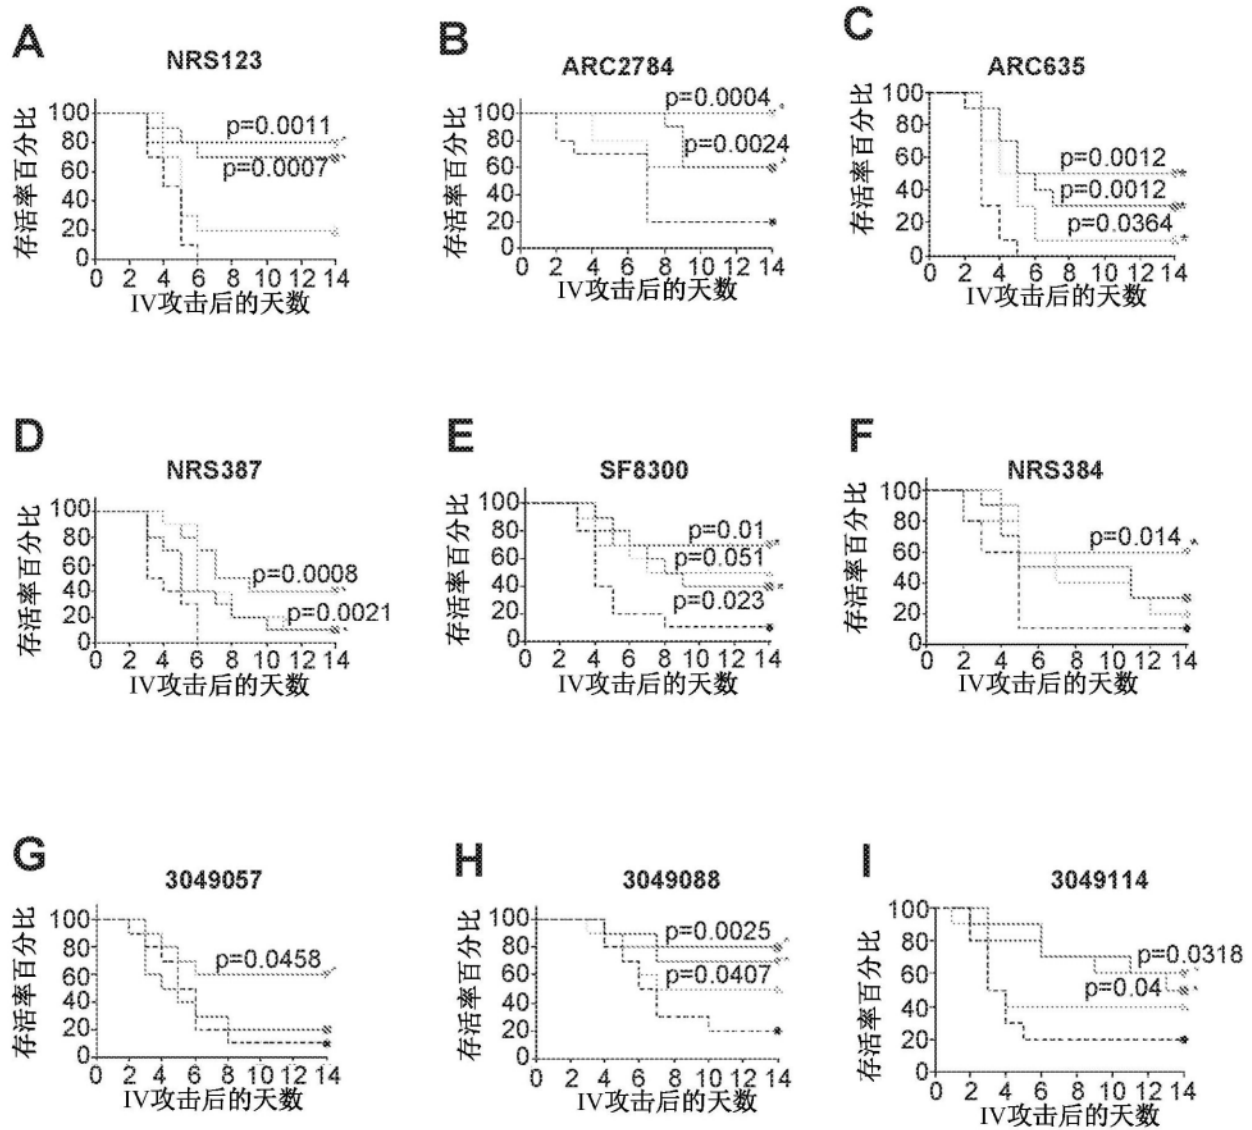 A
NRS123
存活率百分比
100
80
60
40
20
0
p=0.0011
p=0.0007
0 2 4 6 8 10 12 14
IV攻击后的天数
B
ARC2784
存活率百分比
100
80
60
40
20
0
p=0.0004
p=0.0024
0 2 4 6 8 10 12 14
IV攻击后的天数
C
ARC635
存活率百分比
100
80
60
40
20
0
p=0.0012
p=0.0012
p=0.0364
0 2 4 6 8 10 12 14
IV攻击后的天数
D
NRS387
存活率百分比
100
80
60
40
20
0
p=0.0008
p=0.0021
0 2 4 6 8 10 12 14
IV攻击后的天数
E
SF8300
存活率百分比
100
80
60
40
20
0
p=0.01
p=0.051
p=0.023
0 2 4 6 8 10 12 14
IV攻击后的天数
F
NRS384
存活率百分比
100
80
60
40
20
0
p=0.014
0 2 4 6 8 10 12 14
IV攻击后的天数
G
3049057
存活率百分比
100
80
60
40
20
0
p=0.0458
0 2 4 6 8 10 12 14
IV攻击后的天数
H
3049088
存活率百分比
100
80
60
40
20
0
p=0.0025
p=0.0407
0 2 4 6 8 10 12 14
IV攻击后的天数
I
3049114
存活率百分比
100
80
60
40
20
0
p=0.0318
p=0.04
0 2 4 6 8 10 12 14
IV攻击后的天数